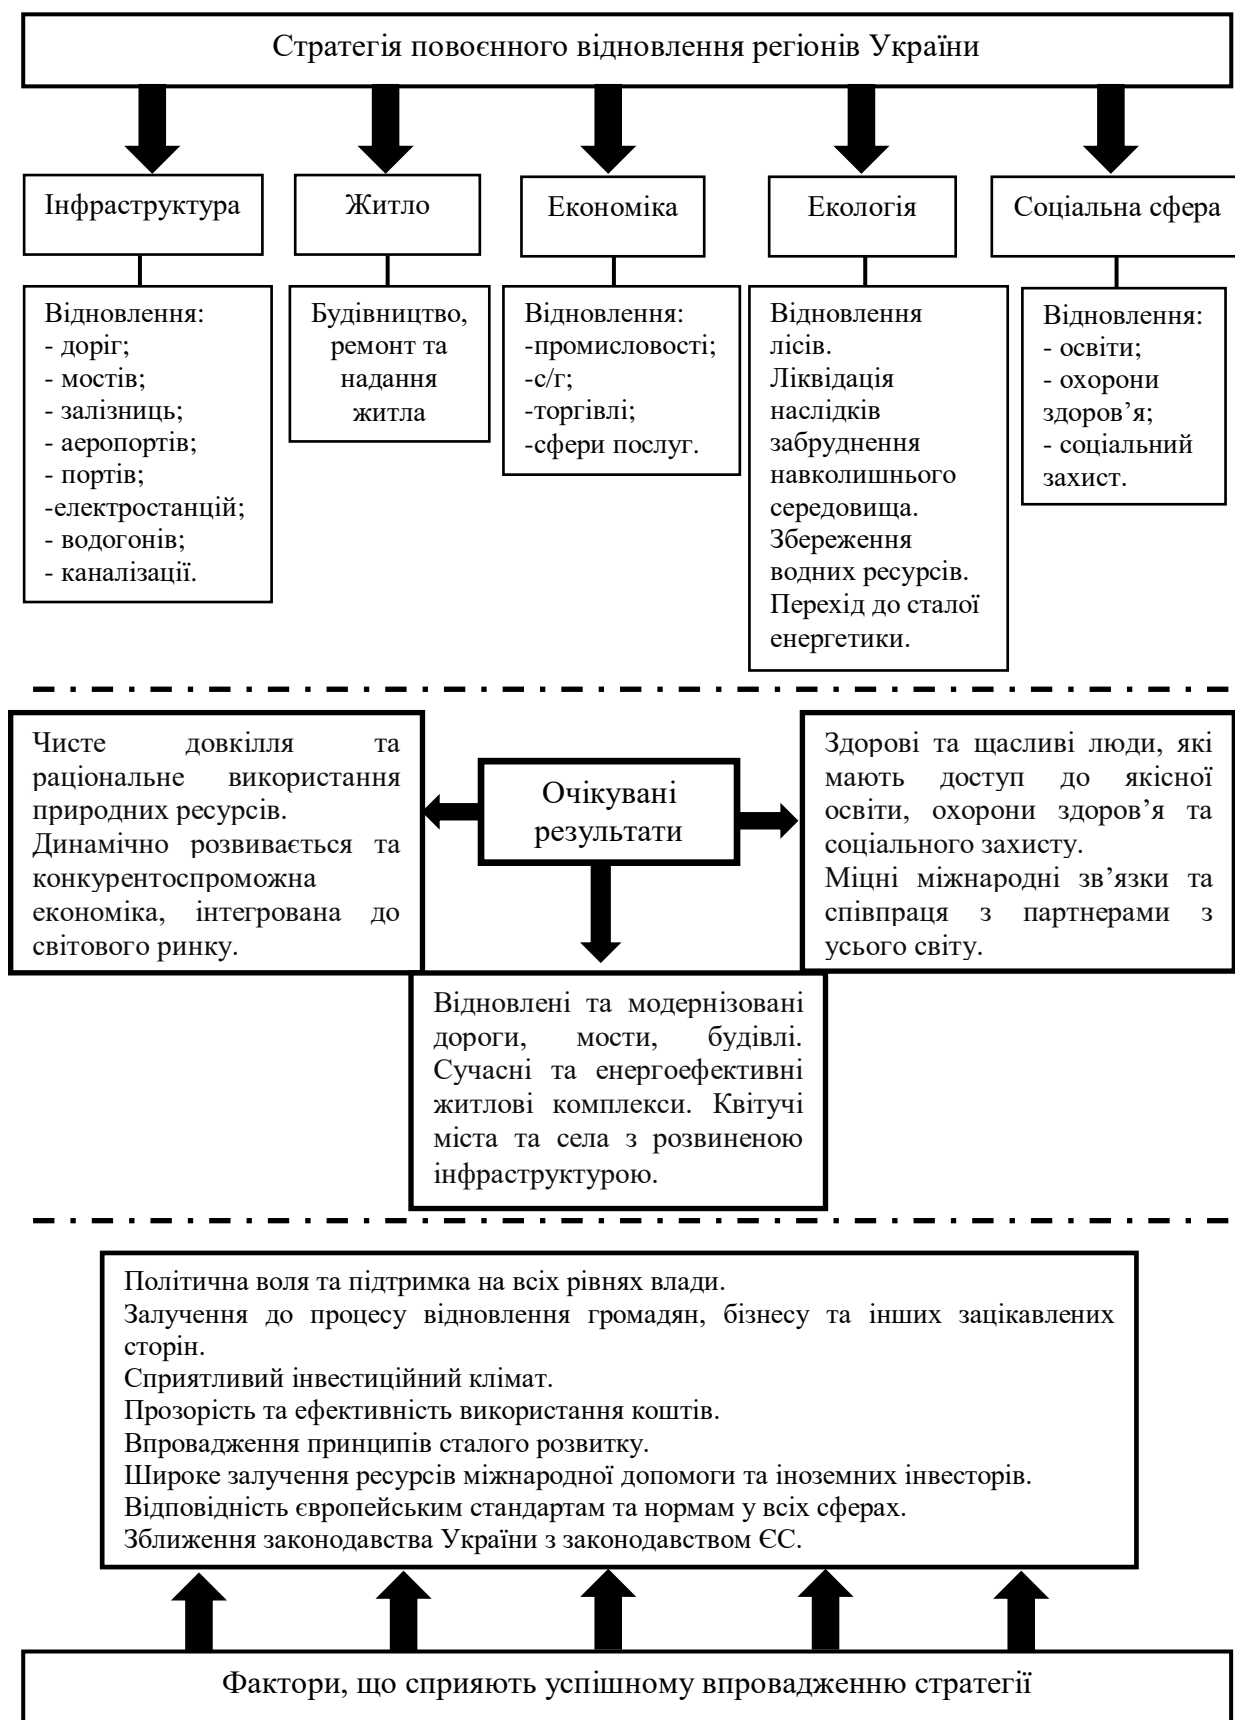 Стратегія повоєнного відновлення регіонів України
Інфраструктура
Житло
Економіка
Екологія
Соціальна сфера
Відновлення:
- доріг;
- мостів;
- залізниць;
- аеропортів;
- портів;
-електростанцій;
- водогонів;
- каналізації.
Будівництво,
ремонт та
надання
житла
Відновлення:
-промисловості;
-с/г;
-торгівлі;
-сфери послуг.
Відновлення
лісів.
Ліквідація
наслідків
забруднення
навколишнього
середовища.
Збереження
водних ресурсів.
Перехід до сталої
енергетики.
Відновлення:
- освіти;
- охорони
здоров’я;
- соціальний
захист.
Чисте довкілля та
раціональне використання
природних ресурсів.
Динамічно розвивається та
конкурентоспроможна
економіка, інтегрована до
світового ринку.
Очікувані
результати
Здорові та щасливі люди, які
мають доступ до якісної
освіти, охорони здоров’я та
соціального захисту.
Міцні міжнародні зв’язки та
співпраця з партнерами з
усього світу.
Відновлені та модернізовані
дороги, мости, будівлі.
Сучасні та енергоефективні
житлові комплекси. Квітучі
міста та села з розвиненою
інфраструктурою.
Політична воля та підтримка на всіх рівнях влади.
Залучення до процесу відновлення громадян, бізнесу та інших зацікавлених
сторін.
Сприятливий інвестиційний клімат.
Прозорість та ефективність використання коштів.
Впровадження принципів сталого розвитку.
Широке залучення ресурсів міжнародної допомоги та іноземних інвесторів.
Відповідність європейським стандартам та нормам у всіх сферах.
Зближення законодавства України з законодавством ЄС.
Фактори, що сприяють успішному впровадженню стратегії